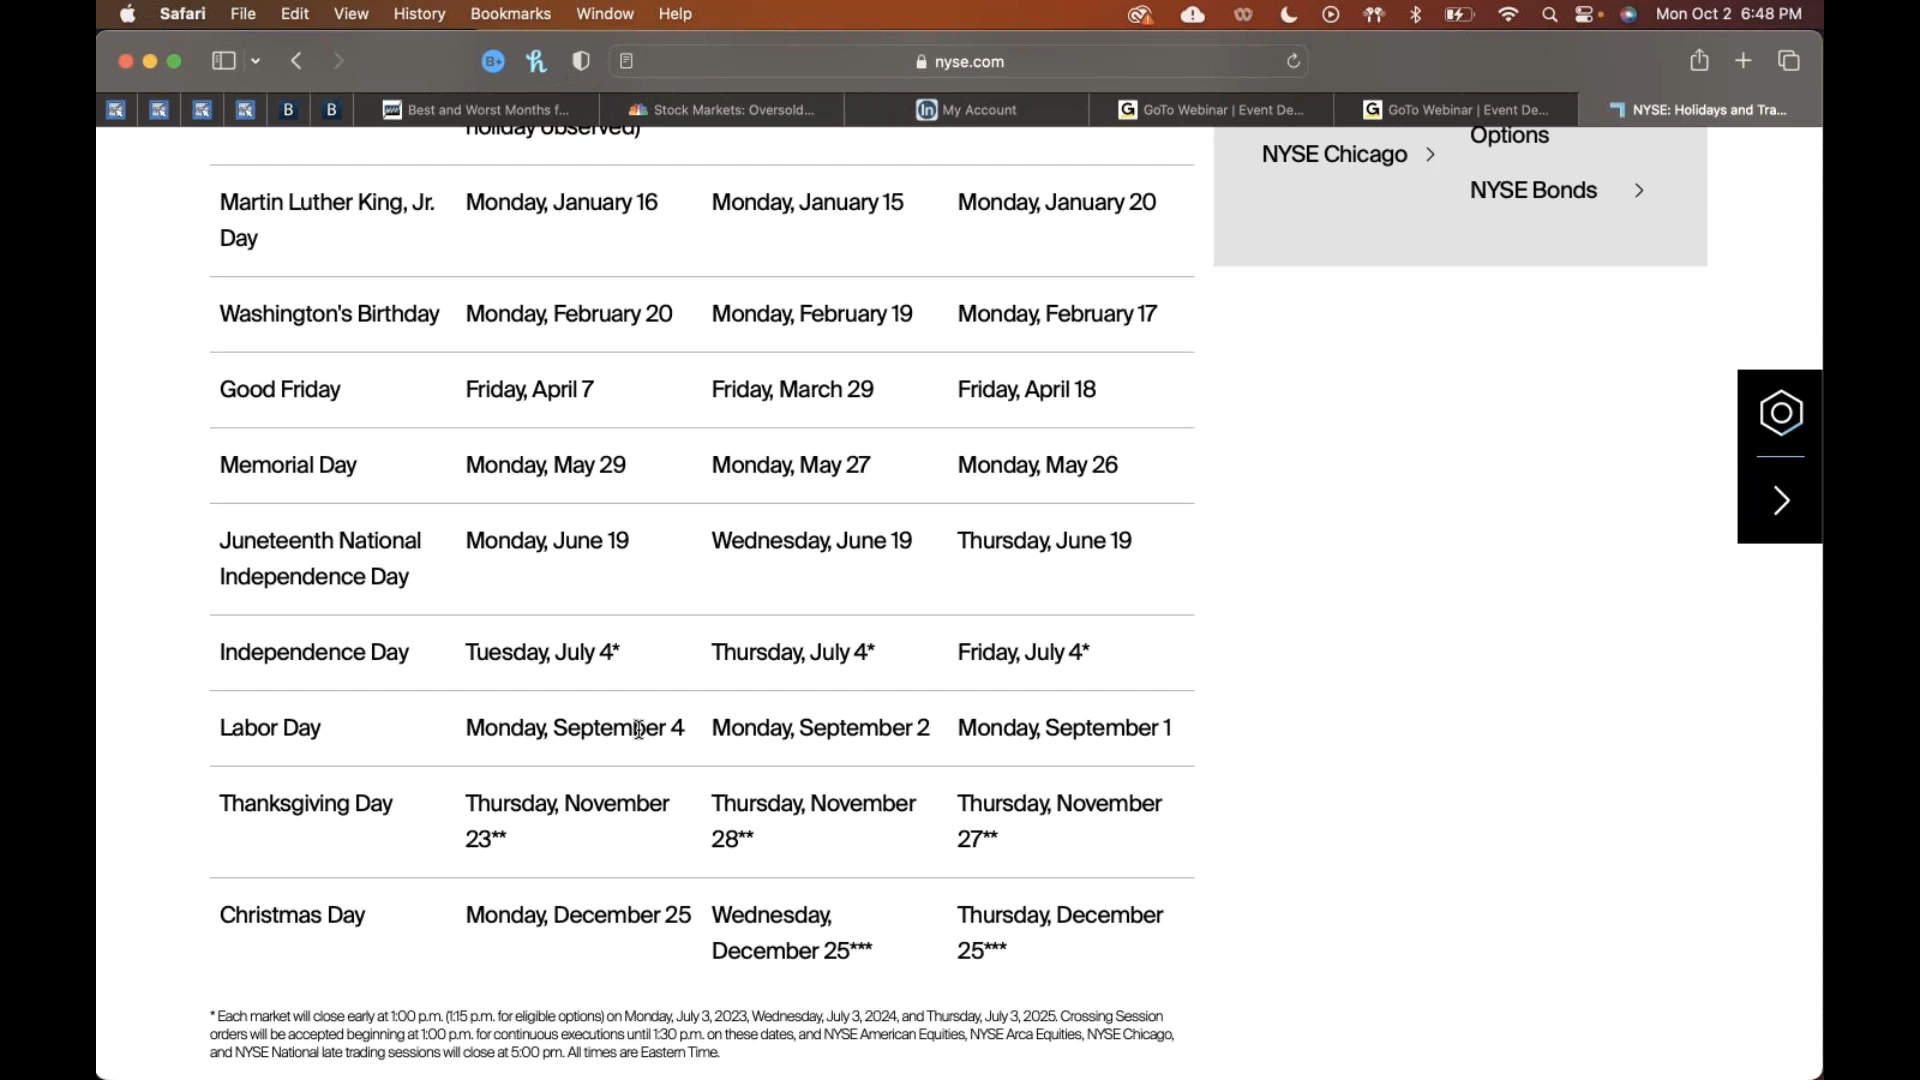 Safari File Edit View History Bookmarks Window Help Mon Oct 2 6:48 PM
nyse.com
B B Best and Worst Months f... Stock Markets: Oversold... My Account GoTo Webinar | Event De... GoTo Webinar | Event De... NYSE: Holidays and Tra...
holiday observed)
Options
NYSE Chicago
NYSE Bonds
Martin Luther King, Jr. Monday, January 16 Monday, January 15 Monday, January 20
Day
Washington's Birthday Monday, February 20 Monday, February 19 Monday, February 17
Good Friday Friday, April 7 Friday, March 29 Friday, April 18
Memorial Day Monday, May 29 Monday, May 27 Monday, May 26
Juneteenth National Monday, June 19 Wednesday, June 19 Thursday, June 19
Independence Day
Independence Day Tuesday, July 4* Thursday, July 4* Friday, July 4*
Labor Day Monday, September 4 Monday, September 2 Monday, September 1
Thanksgiving Day Thursday, November Thursday, November Thursday, November
23** 28** 27**
Christmas Day Monday, December 25 Wednesday, Thursday, December
December 25*** 25***
* Each market will close early at 1:00 p.m. (1:15 p.m. for eligible options) on Monday, July 3, 2023, Wednesday, July 3, 2024, and Thursday, July 3, 2025. Crossing Session
orders will be accepted beginning at 1:00 p.m. for continuous executions until 1:30 p.m. on these dates, and NYSE American Equities, NYSE Arca Equities, NYSE Chicago,
and NYSE National late trading sessions will close at 5:00 pm. All times are Eastern Time.